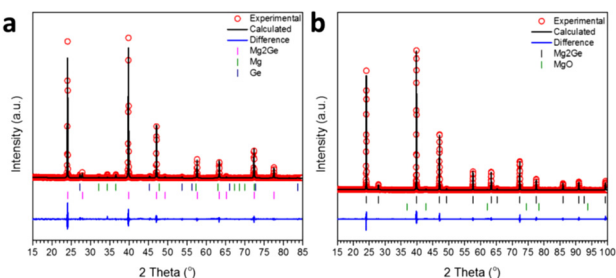 a
Experimental
Calculated
Difference
Mg2Ge
Mg
Ge
Intensity (a.u.)
15 20 25 30 35 40 45 50 55 60 65 70 75 80 85
2 Theta (°)
b
Experimental
Calculated
Difference
Mg2Ge
MgO
Intensity (a.u.)
15 20 25 30 35 40 45 50 55 60 65 70 75 80 85 90 95 100
2 Theta (°)